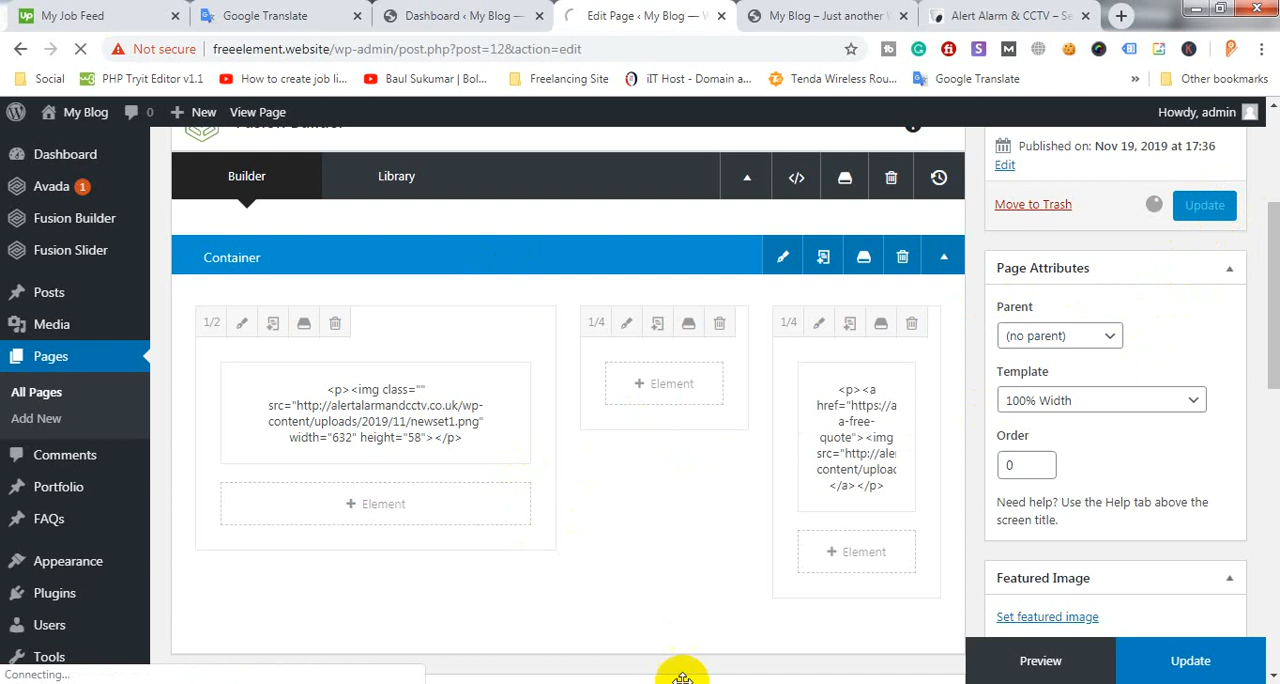 My Job Feed
Google Translate
Dashboard ‹ My Blog —
Edit Page ‹ My Blog — W
My Blog – Just another
Alert Alarm & CCTV – Se
Not secure
freeelement.website/wp-admin/post.php?post=12&action=edit
Social
PHP Tryit Editor v1.1
How to create job li...
Baul Sukumar | Bol...
Freelancing Site
iIT Host - Domain a...
Tenda Wireless Rou...
Google Translate
»
Other bookmarks
My Blog
0
New
View Page
Howdy, admin
Dashboard
Avada 1
Fusion Builder
Fusion Slider
Posts
Media
Pages
All Pages
Add New
Comments
Portfolio
FAQs
Appearance
Plugins
Users
Tools
Connecting...
Fusion Builder
Builder
Library
Container
1/2
<p><img class=""
src="http://alertalarmandcctv.co.uk/wp-
content/uploads/2019/11/newset1.png"
width="632" height="58"></p>
+ Element
1/4
+ Element
1/4
<p><a
href="https://a
a-free-
quote"><img
src="http://ale
content/upload
</a></p>
+ Element
Published on: Nov 19, 2019 at 17:36
Edit
Move to Trash
Update
Page Attributes
Parent
(no parent)
Template
100% Width
Order
0
Need help? Use the Help tab above the
screen title.
Featured Image
Set featured image
Preview
Update